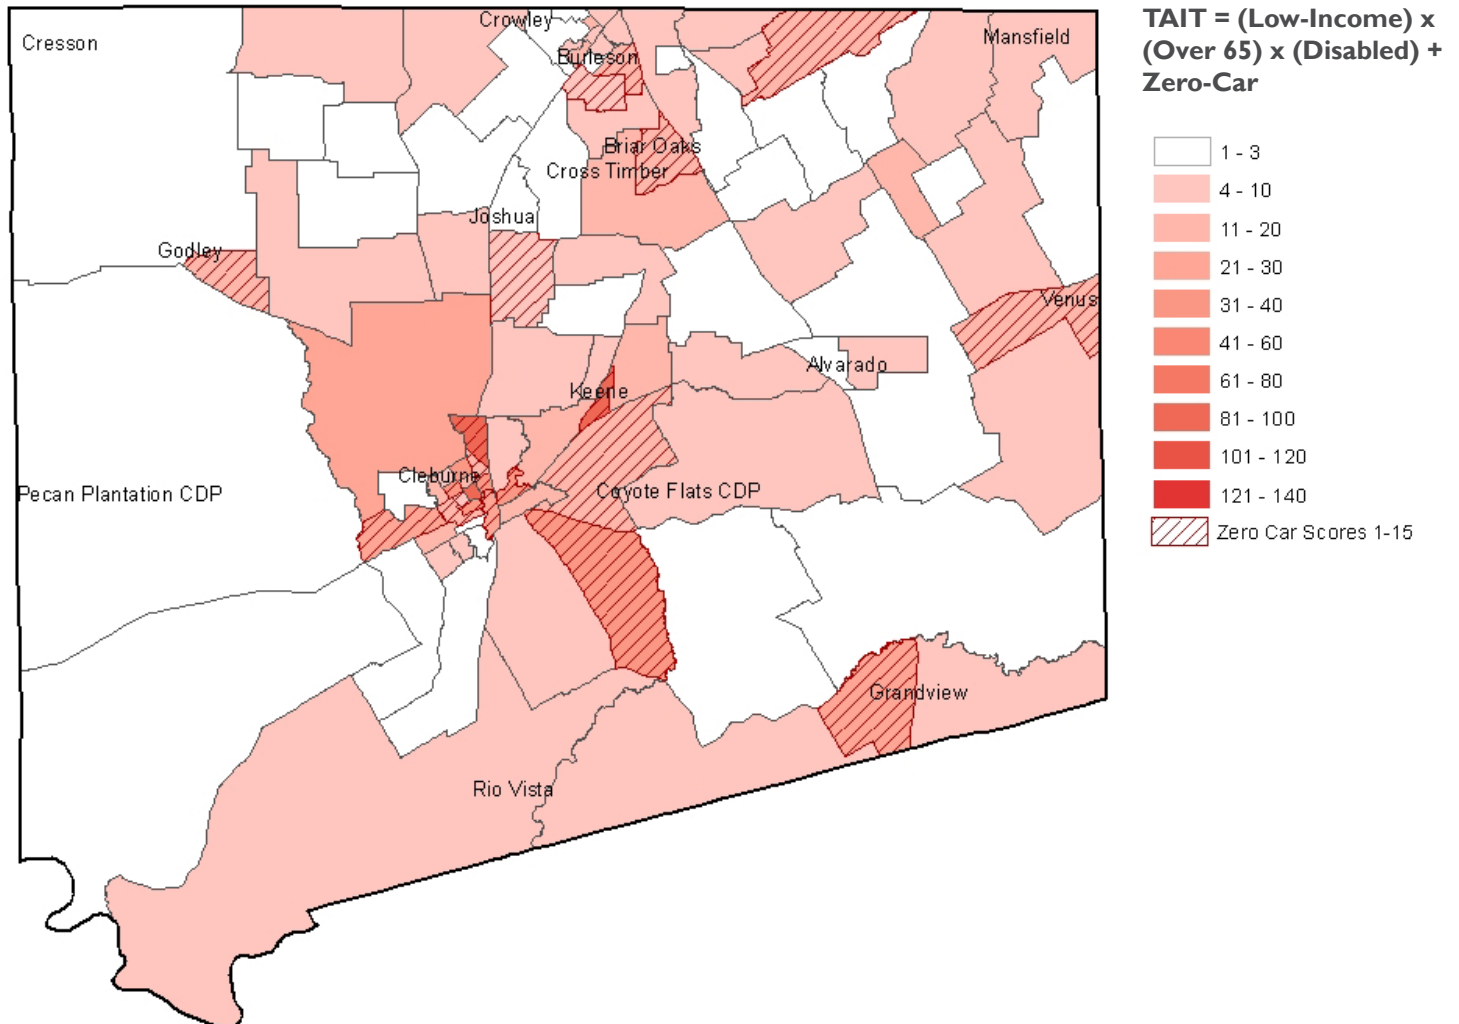 TAIT = (Low-Income) x
(Over 65) x (Disabled) +
Zero-Car
1 - 3
4 - 10
11 - 20
21 - 30
31 - 40
41 - 60
61 - 80
81 - 100
101 - 120
121 - 140
Zero Car Scores 1-15
Crowley
Cresson
Mansfield
Burleson
Briar Oaks
Cross Timber
Joshua
Godley
Venus
Alvarado
Keene
Cleburne
Pecan Plantation CDP
Coyote Flats CDP
Grandview
Rio Vista